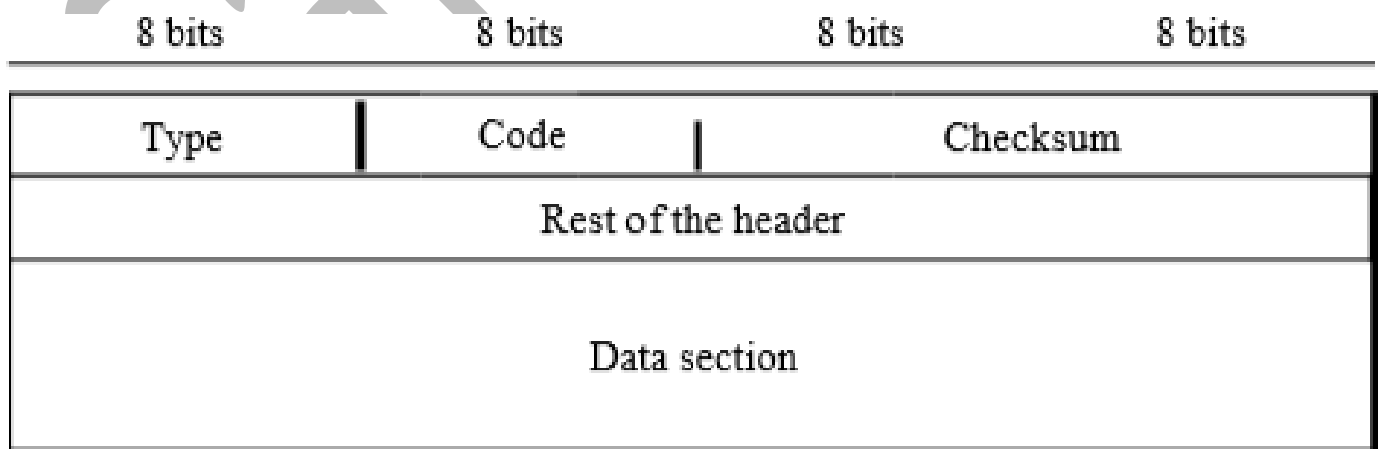 8 bits 8 bits 8 bits 8 bits
Type Code Checksum
Rest of the header
Data section